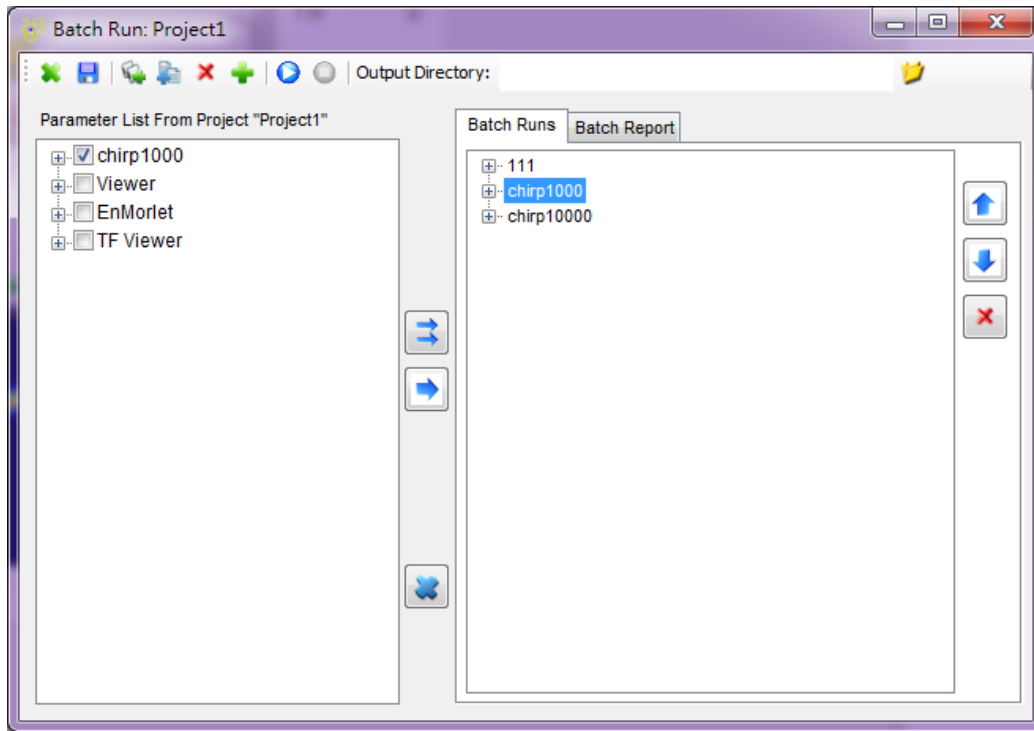 Batch Run: Project1
Output Directory:
Parameter List From Project "Project1"
chirp1000
Viewer
EnMorlet
TF Viewer
Batch Runs
Batch Report
111
chirp1000
chirp10000